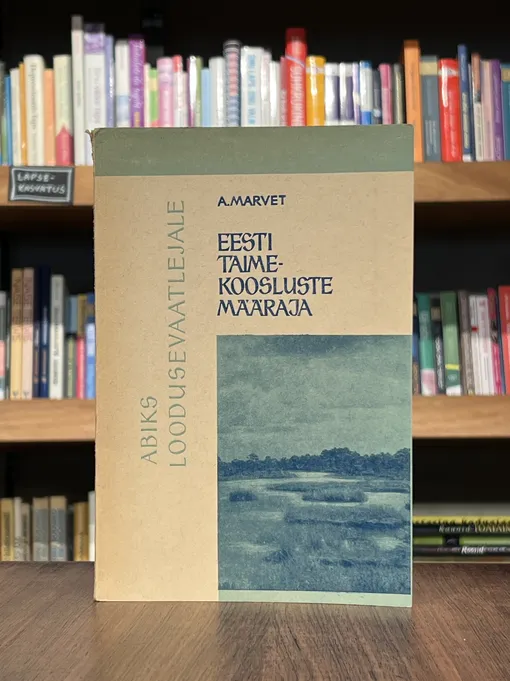 LAPSE-
KASVATUS
A. MARVET
EESTI
TAIME-
KOOSLUSTE
MÄÄRAJA
ABIKS
LOODUSEVAATLEJALE